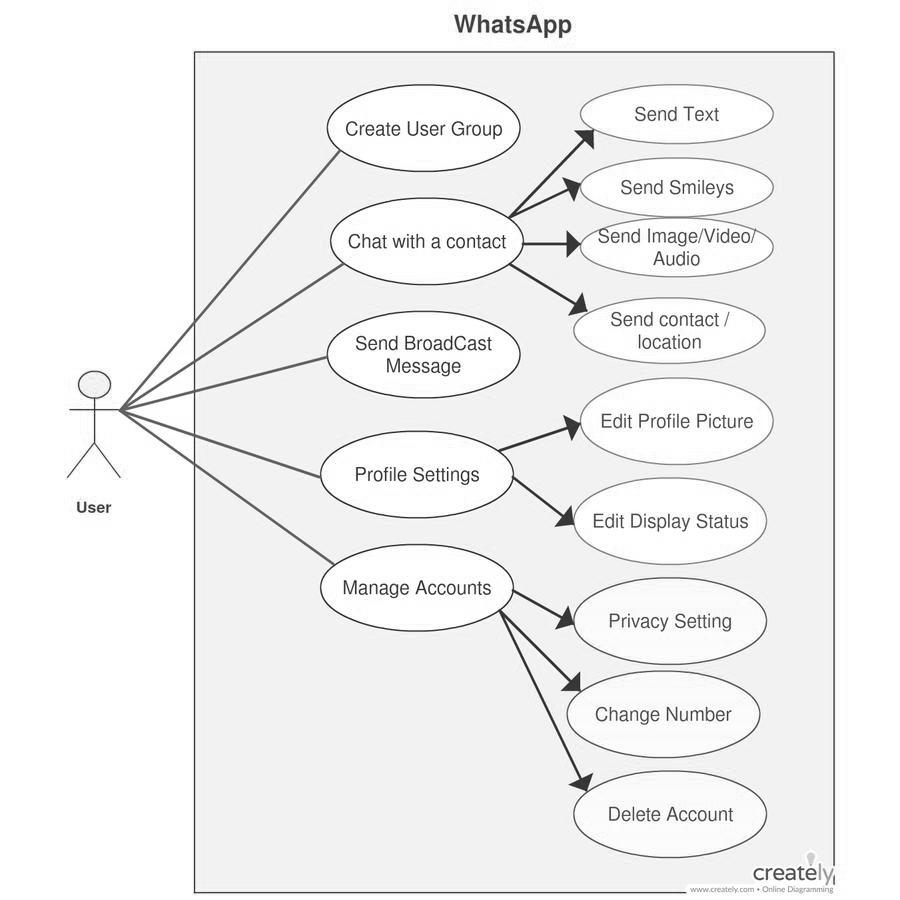 WhatsApp
Create User Group
Send Text
Send Smileys
Chat with a contact
Send Image/Video/
Audio
Send contact /
location
Send BroadCast
Message
Edit Profile Picture
Profile Settings
Edit Display Status
User
Manage Accounts
Privacy Setting
Change Number
Delete Account
creately
www.creately.com • Online Diagramming